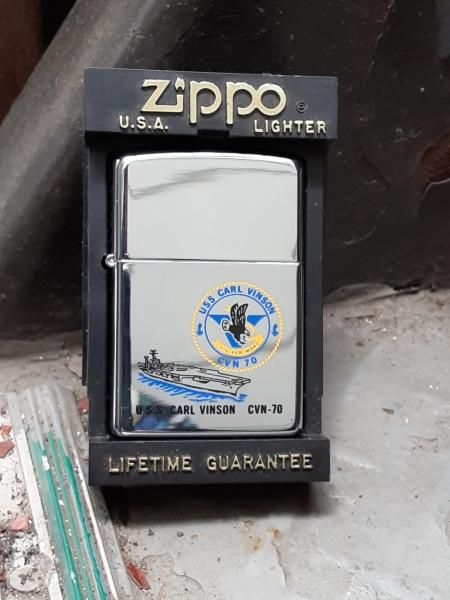 zippo ®
U.S.A. LIGHTER
USS CARL VINSON
CVN 70
U.S.S CARL VINSON CVN-70
LIFETIME GUARANTEE